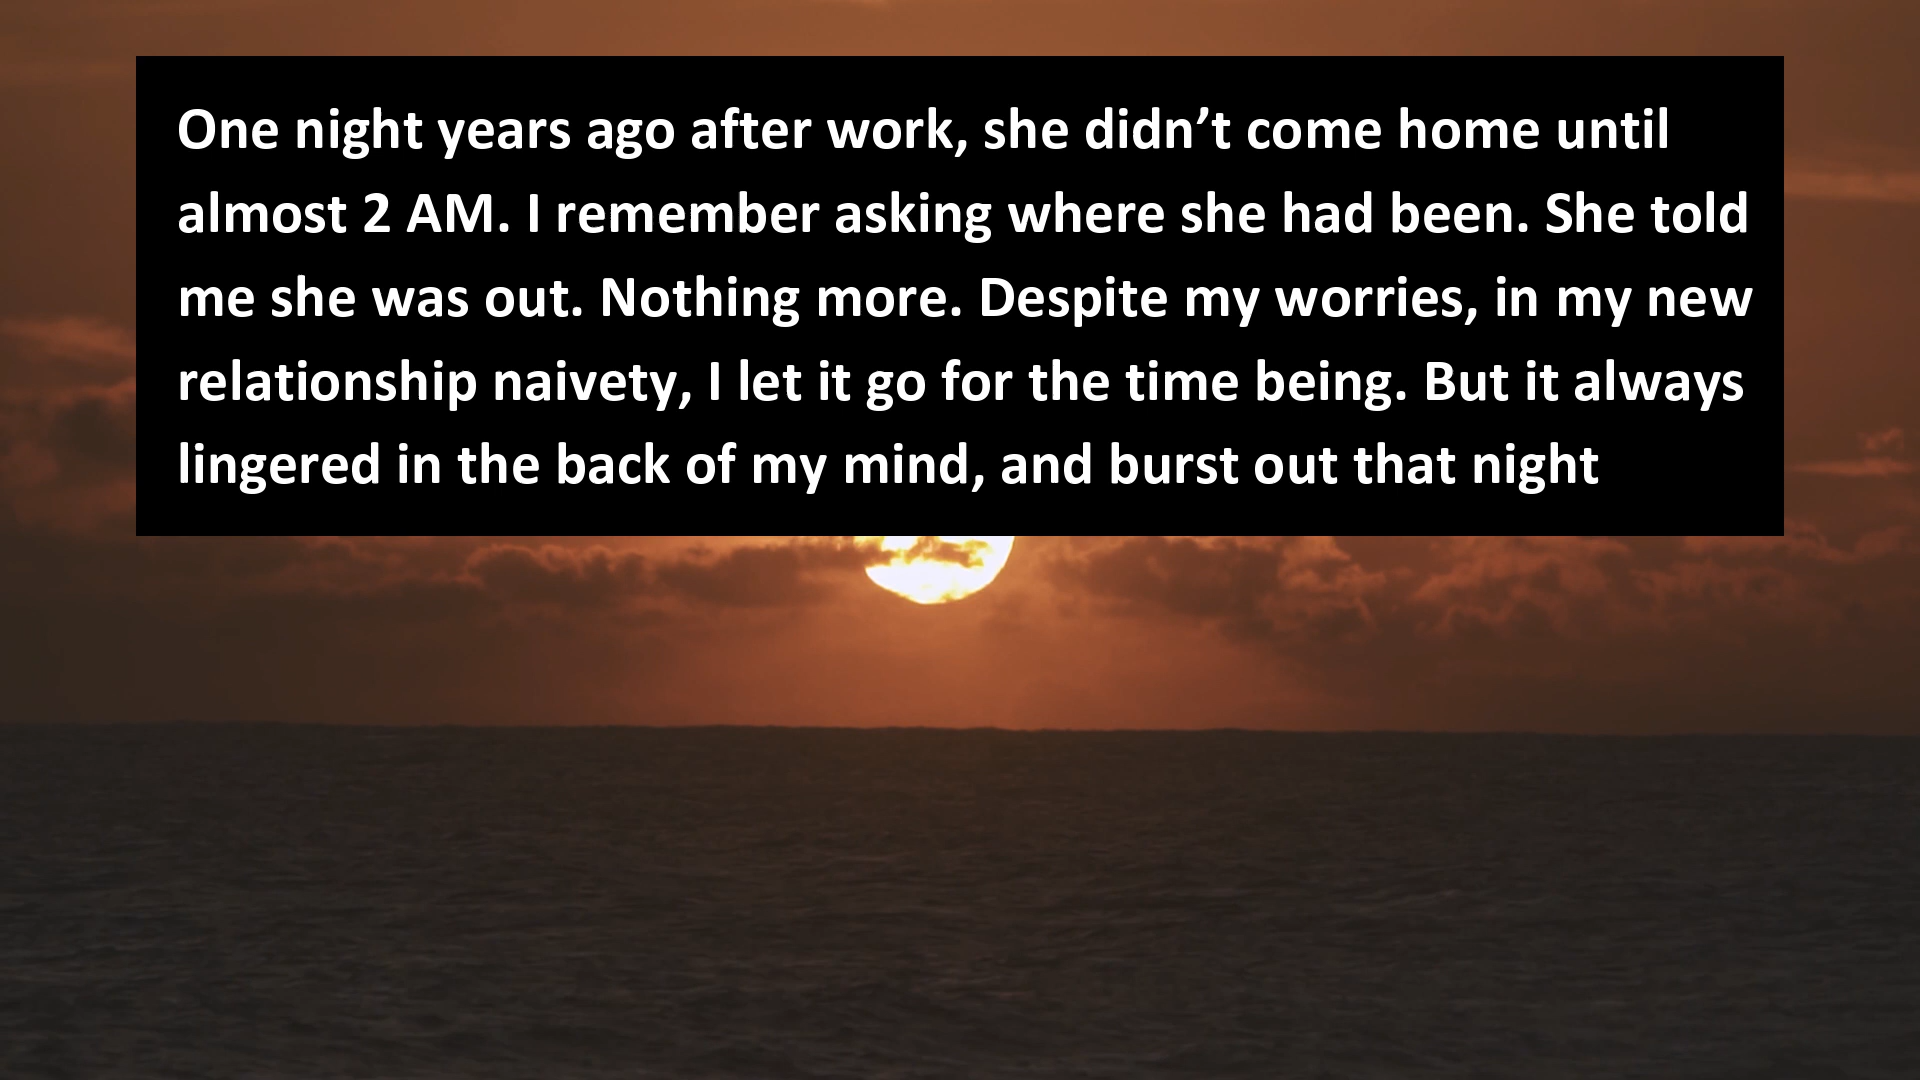 One night years ago after work, she didn’t come home until
almost 2 AM. I remember asking where she had been. She told
me she was out. Nothing more. Despite my worries, in my new
relationship naivety, I let it go for the time being. But it always
lingered in the back of my mind, and burst out that night